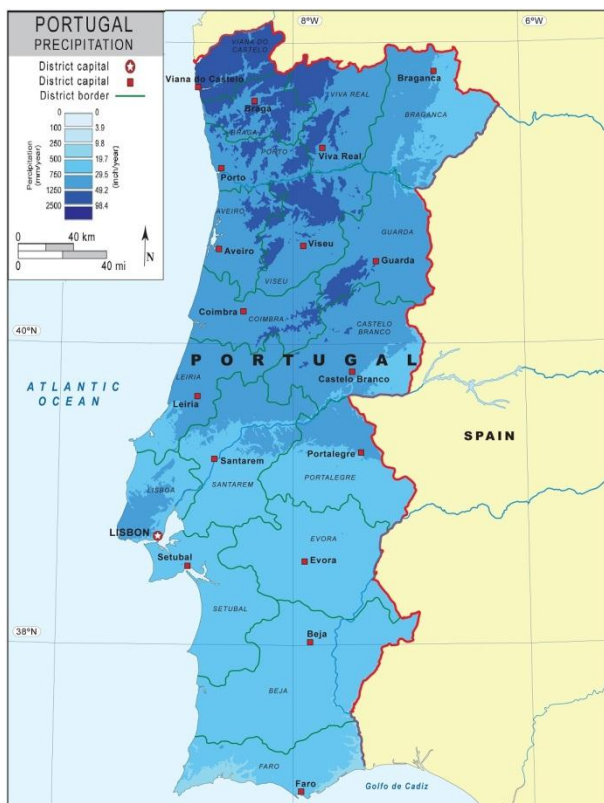 PORTUGAL
PRECIPITATION
District capital
District capital
District border
Percipitation
(mm/year)
(inch/year)
0 0
100 3.9
250 9.8
500 19.7
750 29.5
1250 49.2
2500 98.4
0 40 km
0 40 mi
N
8°W
6°W
VIANA DO
CASTELO
Viana do Castelo
Braganca
VIVA REAL
Braga
BRAGANCA
BRAGA
PORTO
Viva Real
Porto
AVEIRO
GUARDA
Aveiro
Viseu
Guarda
VISEU
Coimbra
COIMBRA
CASTELO
BRANCO
40°N
PORTUGAL
LEIRIA
Castelo Branco
ATLANTIC
OCEAN
Leiria
SPAIN
Santarem
Portalegre
LISBOA
SANTAREM
PORTALEGRE
LISBON
EVORA
Setubal
Evora
SETUBAL
38°N
Beja
BEJA
FARO
Faro
Golfo de Cadiz